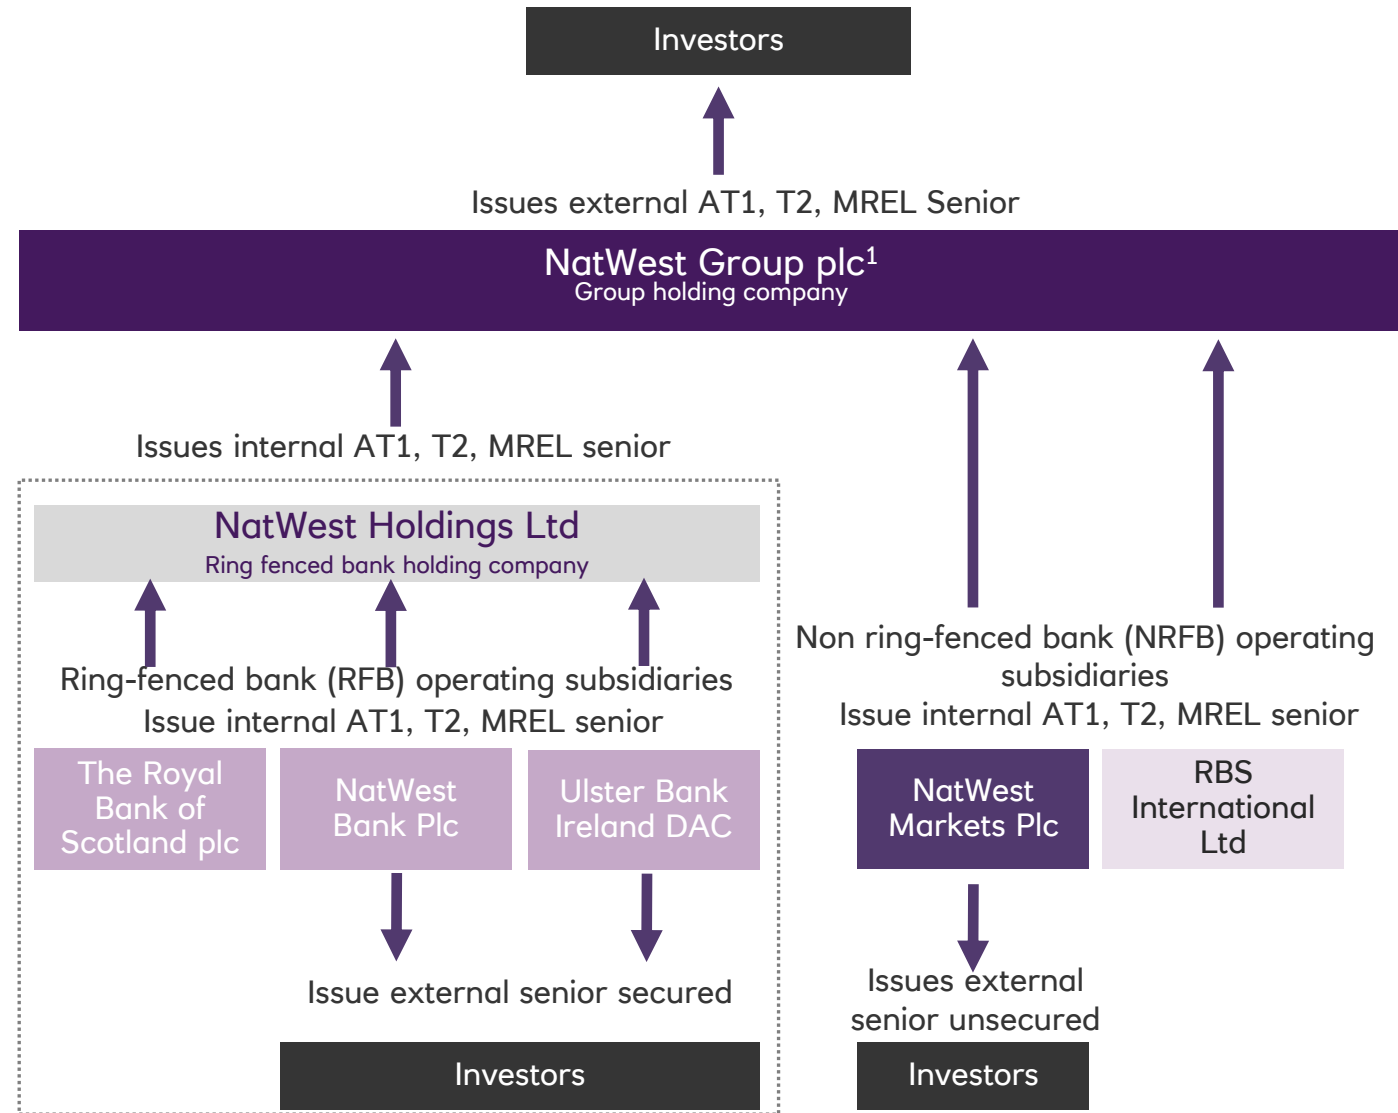 Investors
Issues external AT1, T2, MREL Senior
NatWest Group plc1
Group holding company
Issues internal AT1, T2, MREL senior
NatWest Holdings Ltd
Ring fenced bank holding company
Ring-fenced bank (RFB) operating subsidiaries
Issue internal AT1, T2, MREL senior
Non ring-fenced bank (NRFB) operating
subsidiaries
Issue internal AT1, T2, MREL senior
The Royal
Bank of
Scotland plc
NatWest
Bank Plc
Ulster Bank
Ireland DAC
NatWest
Markets Plc
RBS
International
Ltd
Issue external senior secured
Issues external
senior unsecured
Investors
Investors